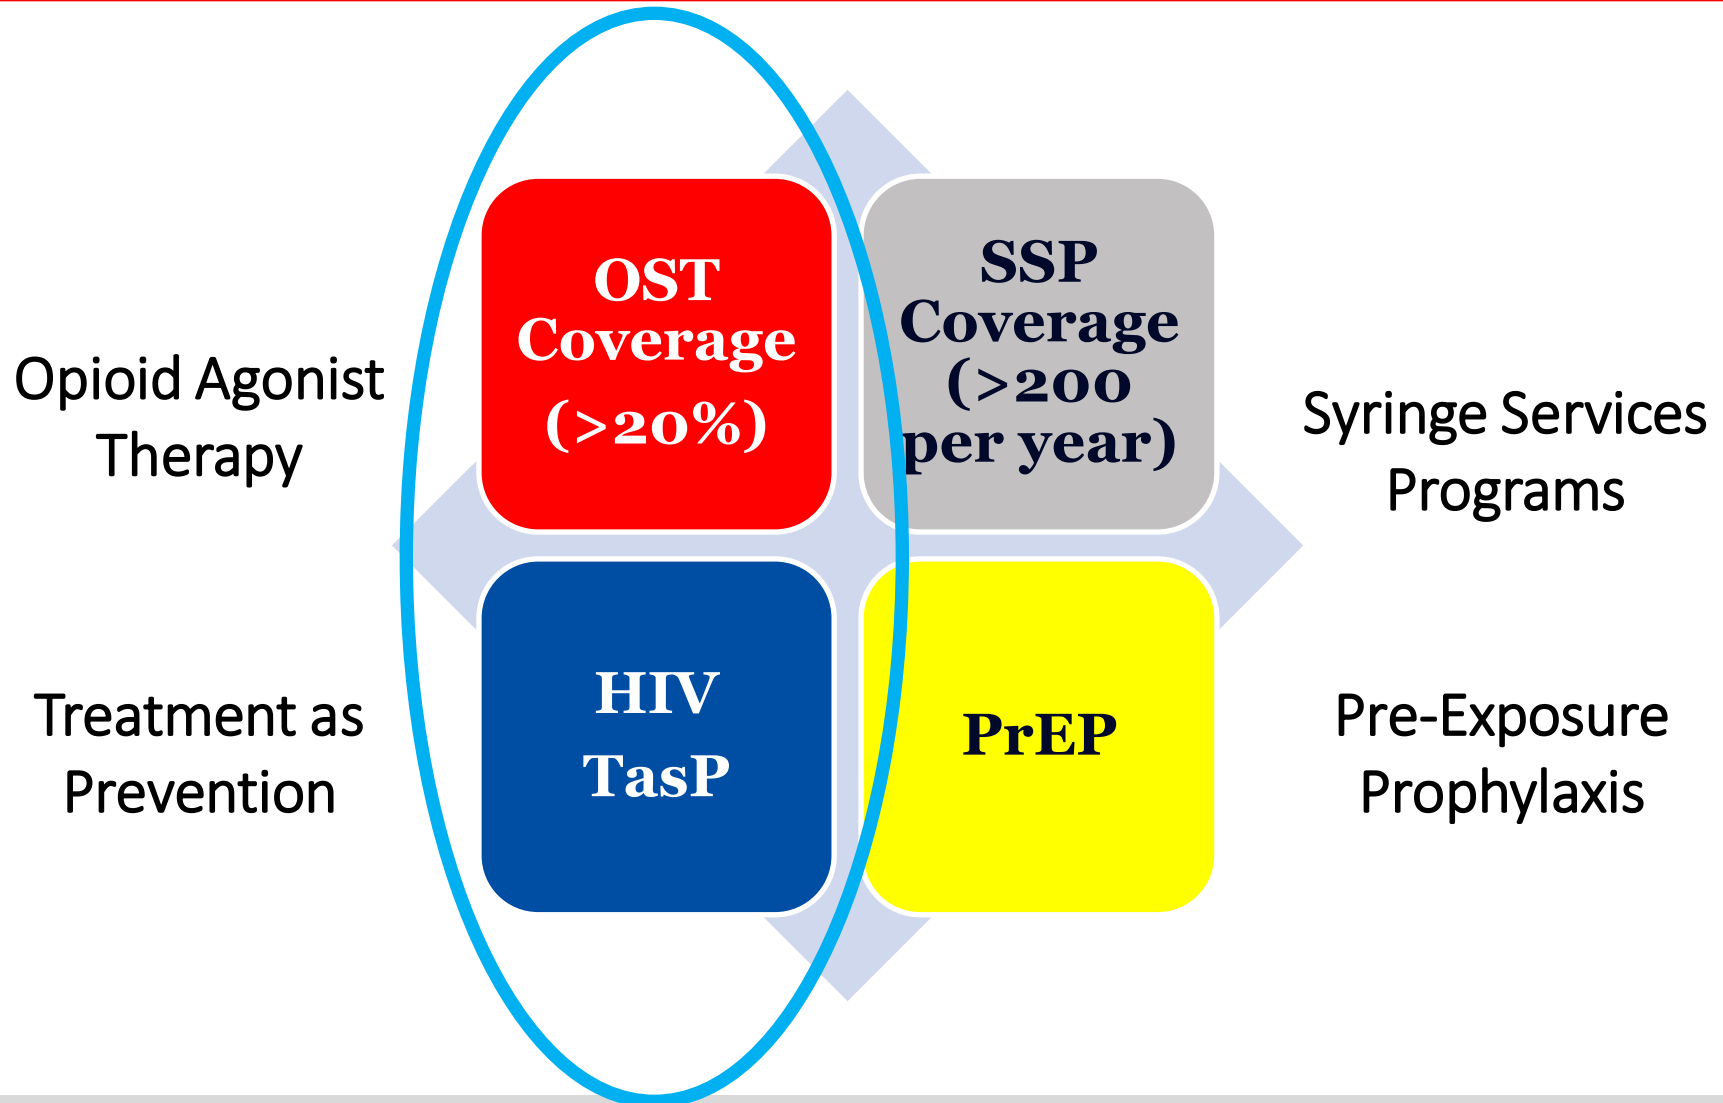 Opioid Agonist
Therapy
OST
Coverage
(>20%)
SSP
Coverage
(>200
per year)
Syringe Services
Programs
Treatment as
Prevention
HIV
TasP
PrEP
Pre-Exposure
Prophylaxis